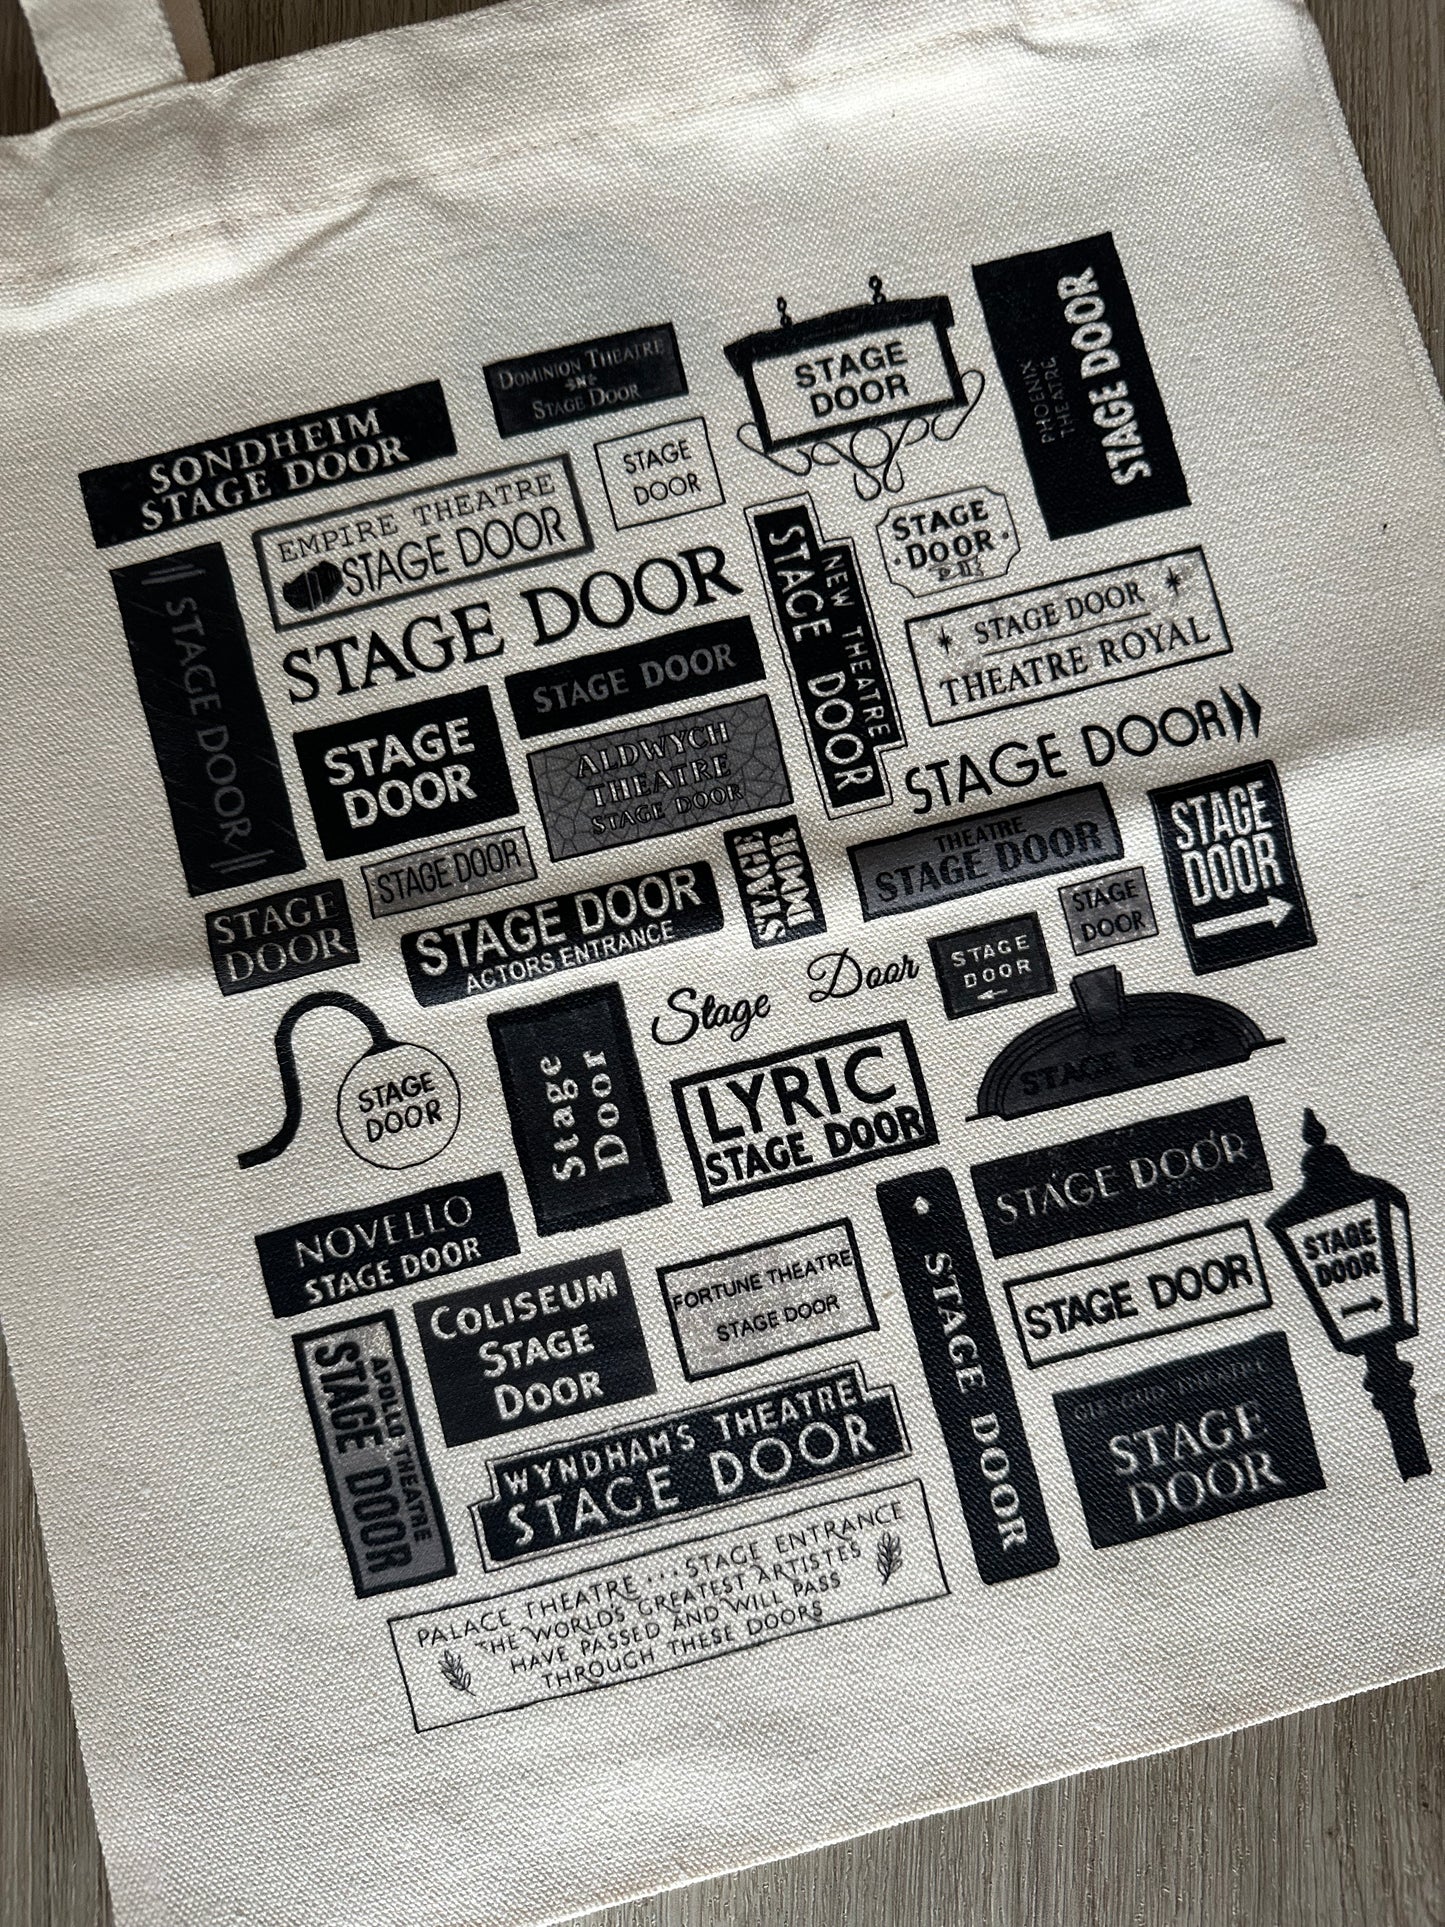 DOMINION THEATRE
STAGE DOOR
STAGE
DOOR
PHOENIX
THEATRE
STAGE DOOR
SONDHEIM
STAGE DOOR
EMPIRE THEATRE
STAGE DOOR
STAGE
DOOR
STAGE
DOOR
NEW THEATRE
STAGE DOOR
STAGE DOOR
STAGE DOOR
STAGE DOOR
THEATRE ROYAL
STAGE DOOR
STAGE
DOOR
ALDWYCH
THEATRE
STAGE DOOR
STAGE DOOR
STAGE DOOR
STAGE
DOOR
THEATRE
STAGE DOOR
STAGE
DOOR
STAGE
DOOR
STAGE
DOOR
STAGE DOOR
ACTORS ENTRANCE
Stage Door
STAGE
DOOR
STAGE DOOR
STAGE
DOOR
Stage
Door
LYRIC
STAGE DOOR
STAGE DOOR
NOVELLO
STAGE DOOR
COLISEUM
STAGE
DOOR
FORTUNE THEATRE
STAGE DOOR
STAGE DOOR
STAGE DOOR
STAGE
DOOR
APOLLO THEATRE
STAGE DOOR
WYNDHAM'S THEATRE
STAGE DOOR
STAGE
DOOR
PALACE THEATRE...STAGE ENTRANCE
THE WORLD'S GREATEST ARTISTES
HAVE PASSED AND WILL PASS
THROUGH THESE DOORS